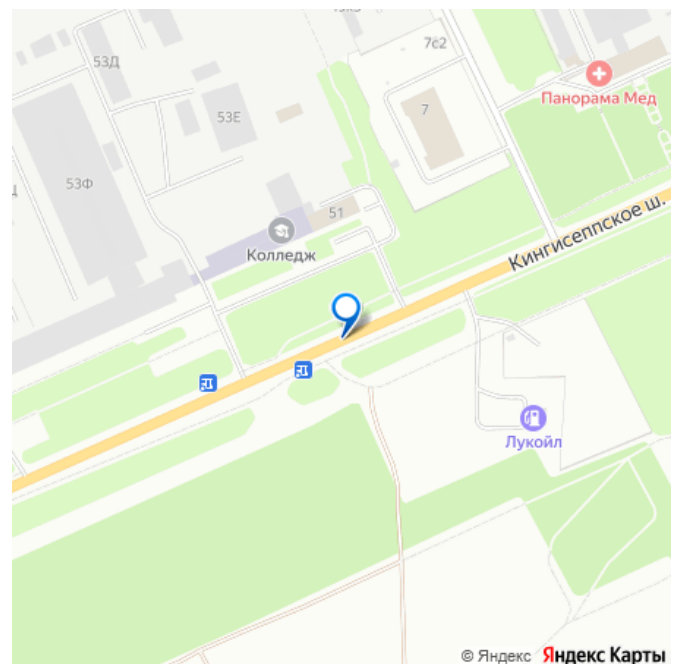 7с2
53Д
Панорама Мед
7
53Е
53Ф
51
Колледж
Кингисеппское ш.
Лукойл
© Яндекс Яндекс Карты